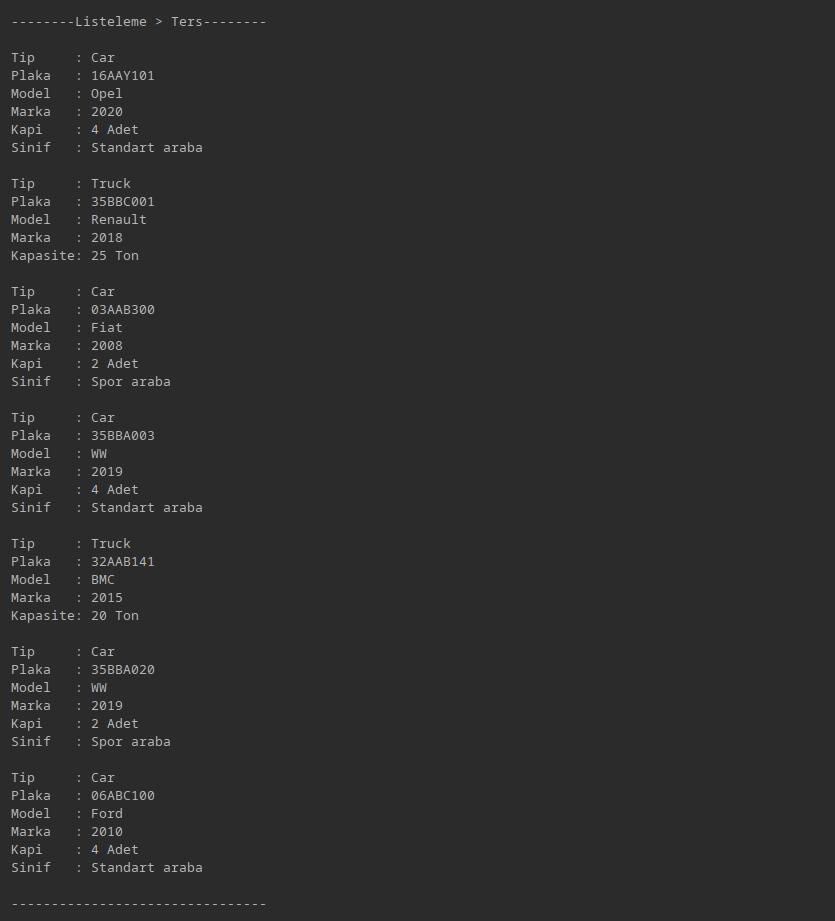 --------Listeleme > Ters--------
Tip     : Car
Plaka   : 16AAY101
Model   : Opel
Marka   : 2020
Kapi    : 4 Adet
Sinif   : Standart araba
Tip     : Truck
Plaka   : 35BBC001
Model   : Renault
Marka   : 2018
Kapasite: 25 Ton
Tip     : Car
Plaka   : 03AAB300
Model   : Fiat
Marka   : 2008
Kapi    : 2 Adet
Sinif   : Spor araba
Tip     : Car
Plaka   : 35BBA003
Model   : WW
Marka   : 2019
Kapi    : 4 Adet
Sinif   : Standart araba
Tip     : Truck
Plaka   : 32AAB141
Model   : BMC
Marka   : 2015
Kapasite: 20 Ton
Tip     : Car
Plaka   : 35BBA020
Model   : WW
Marka   : 2019
Kapi    : 2 Adet
Sinif   : Spor araba
Tip     : Car
Plaka   : 06ABC100
Model   : Ford
Marka   : 2010
Kapi    : 4 Adet
Sinif   : Standart araba
--------------------------------